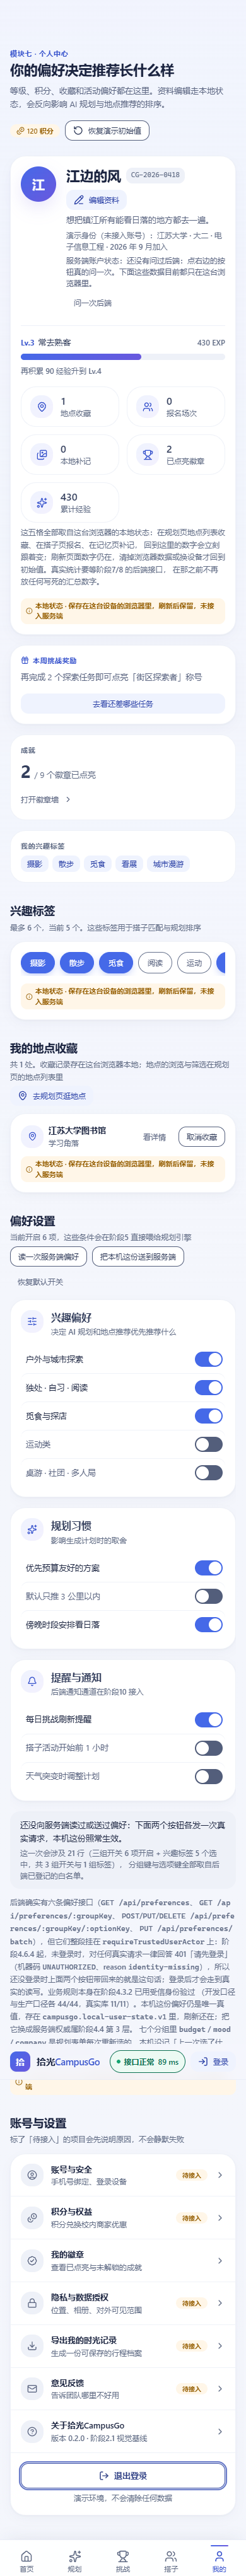 模块七 · 个人中心
你的偏好决定推荐长什么样
等级、积分、收藏和活动偏好都在这里。资料编辑走本地状
态，会反向影响 AI 规划与地点推荐的排序。
120 积分
恢复演示初始值
江
江边的风
CG-2026-0418
编辑资料
想把镇江所有能看日落的地方都去一遍。
演示身份（未接入账号）：江苏大学 · 大二 · 电
子信息工程 · 2026 年 9 月加入
服务端账户状态：还没有问过后端：点右边的按
钮真的问一次。下面这些数据目前都只在这台浏
览器里。
问一次后端
Lv.3 常去熟客
430 EXP
再积累 90 经验升到 Lv.4
1
地点收藏
0
报名场次
0
本地补记
2
已点亮徽章
430
累计经验
这五格全部取自这台浏览器的本地状态：在规划页地点列表收
藏、在搭子页报名、在记忆页补记， 回到这里的数字会立刻
跟着变；刷新页面数字仍在，清掉浏览器数据或换设备才回到
初始值。真实统计要等阶段7/8 的后端接口， 在那之前不再
放任何写死的汇总数字。
本地状态 · 保存在这台设备的浏览器里，刷新后保留，未接
入服务端
本周挑战奖励
再完成 2 个探索任务即可点亮「街区探索者」称号
去看还差哪些任务
成就
2 / 9 个徽章已点亮
打开徽章墙
我的兴趣标签
摄影
散步
觅食
看展
城市漫游
兴趣标签
最多 6 个，当前 5 个。这些标签用于搭子匹配与规划排序
摄影
散步
觅食
阅读
运动
本地状态 · 保存在这台设备的浏览器里，刷新后保留，未接
入服务端
我的地点收藏
共 1 处。收藏记录存在这台浏览器本地；地点的浏览与筛选在规划
页的地点列表里
去规划页逛地点
江苏大学图书馆
学习角落
看详情
取消收藏
本地状态 · 保存在这台设备的浏览器里，刷新后保留，未接
入服务端
偏好设置
当前开启 6 项，这些条件会在阶段5 直接喂给规划引擎
读一次服务端偏好
把本机这份送到服务端
恢复默认开关
兴趣偏好
决定 AI 规划和地点推荐优先推荐什么
户外与城市探索
独处 · 自习 · 阅读
觅食与探店
运动类
桌游 · 社团 · 多人局
规划习惯
影响生成计划时的取舍
优先预算友好的方案
默认只推 3 公里以内
傍晚时段安排看日落
提醒与通知
后端通知通道在阶段10 接入
每日挑战刷新提醒
搭子活动开始前 1 小时
天气突变时调整计划
还没向服务端读过或送过偏好：下面两个按钮各发一次真
实请求，本机这份照常生效。
这一次会涉及 21 行（三组开关 6 项开启 + 兴趣标签 5 个选
中，共 3 组开关与 1 组标签），分组键与选项键全部取自后
端已登记的白名单。
后端确实有六条偏好接口（GET /api/preferences、 GET /ap
i/preferences/:groupKey、 POST/PUT/DELETE /api/prefe
rences/:groupKey/:optionKey、 PUT /api/preferences/
batch），但它们整段挂在 requireTrustedUserActor 上：阶
段4.6.4 起，未登录时，对任何真实请求一律回答 401「请先登录」
（机器码 UNAUTHORIZED、reason identity-missing），所以
还没登录时上面两个按钮带回来的就是这句话；登录后才会走到真实
的读写。业务规则本身在阶段4.3.2 已用受信身份验过 （开发口径
与生产口径各 44/44，真实库 11/11）。本机这份偏好仍是唯一真
值，存在 campusgo.local-user-state.v1 里，刷新还在；把
它换成服务端权威属阶段4.4 第 3 层。 七个分组里 budget / mood
拾
拾光CampusGo
接口正常 89 ms
登录
端
账号与设置
标了「待接入」的项目会先说明原因，不会静默失败
账号与安全
手机号绑定、登录设备
待接入
积分与权益
积分兑换校内商家优惠
待接入
我的徽章
查看已点亮与未解锁的成就
隐私与数据授权
位置、相册、对外可见范围
待接入
导出我的时光记录
生成一份可保存的行程档案
待接入
意见反馈
告诉团队哪里不好用
待接入
关于拾光CampusGo
版本 0.2.0 · 阶段2.1 视觉基线
退出登录
演示环境，不会清除任何数据
首页
规划
挑战
搭子
我的